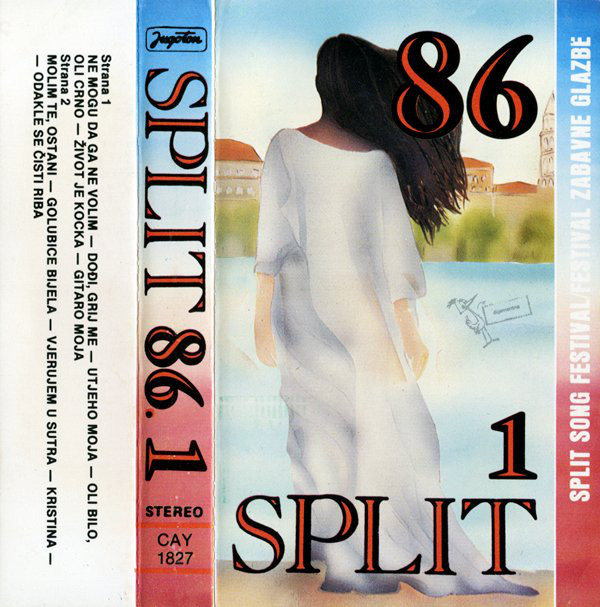 Strana 1
NE MOGU DA GA NE VOLIM — DOĐI, GRIJ ME — UTJEHO MOJA — OLI BILO,
OLI CRNO — ŽIVOT JE KOCKA — GITARO MOJA
Strana 2
MOLIM TE, OSTANI — GOLUBICE BIJELA — VJERUJEM U SUTRA — KRISTINA —
— ODAKLE SE ČISTI RIBA
Jugoton
SPLIT 86. 1
STEREO
CAY
1827
86
1
SPLIT
SPLIT SONG FESTIVAL/FESTIVAL ZABAVNE GLAZBE